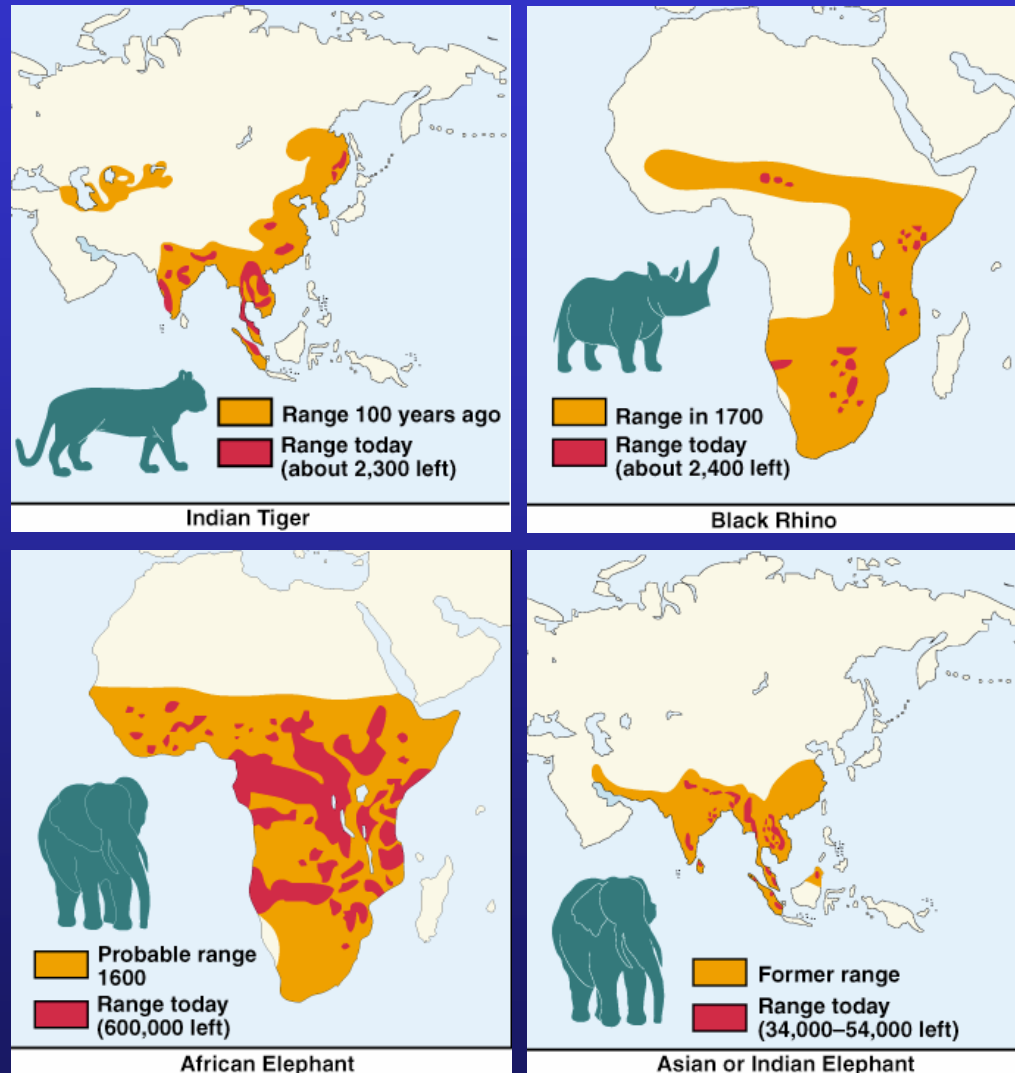 Range 100 years ago
Range today
(about 2,300 left)
Indian Tiger
Range in 1700
Range today
(about 2,400 left)
Black Rhino
Probable range
1600
Range today
(600,000 left)
African Elephant
Former range
Range today
(34,000–54,000 left)
Asian or Indian Elephant